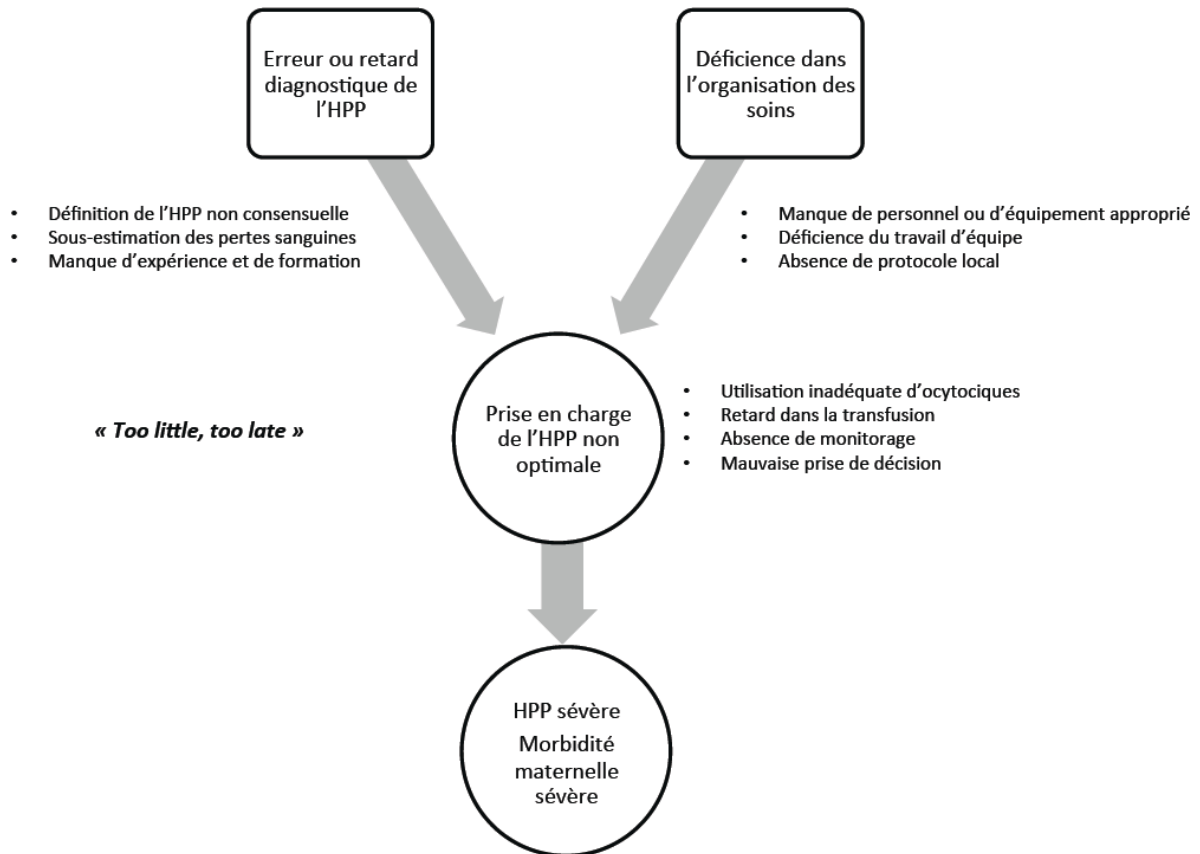 Erreur ou retard
diagnostique de
l'HPP
Déficience dans
l'organisation des
soins
• Définition de l'HPP non consensuelle
• Sous-estimation des pertes sanguines
• Manque d'expérience et de formation
• Manque de personnel ou d'équipement approprié
• Déficience du travail d'équipe
• Absence de protocole local
« Too little, too late »
Prise en charge
de l'HPP non
optimale
• Utilisation inadéquate d'ocytociques
• Retard dans la transfusion
• Absence de monitorage
• Mauvaise prise de décision
HPP sévère
Morbidité
maternelle
sévère